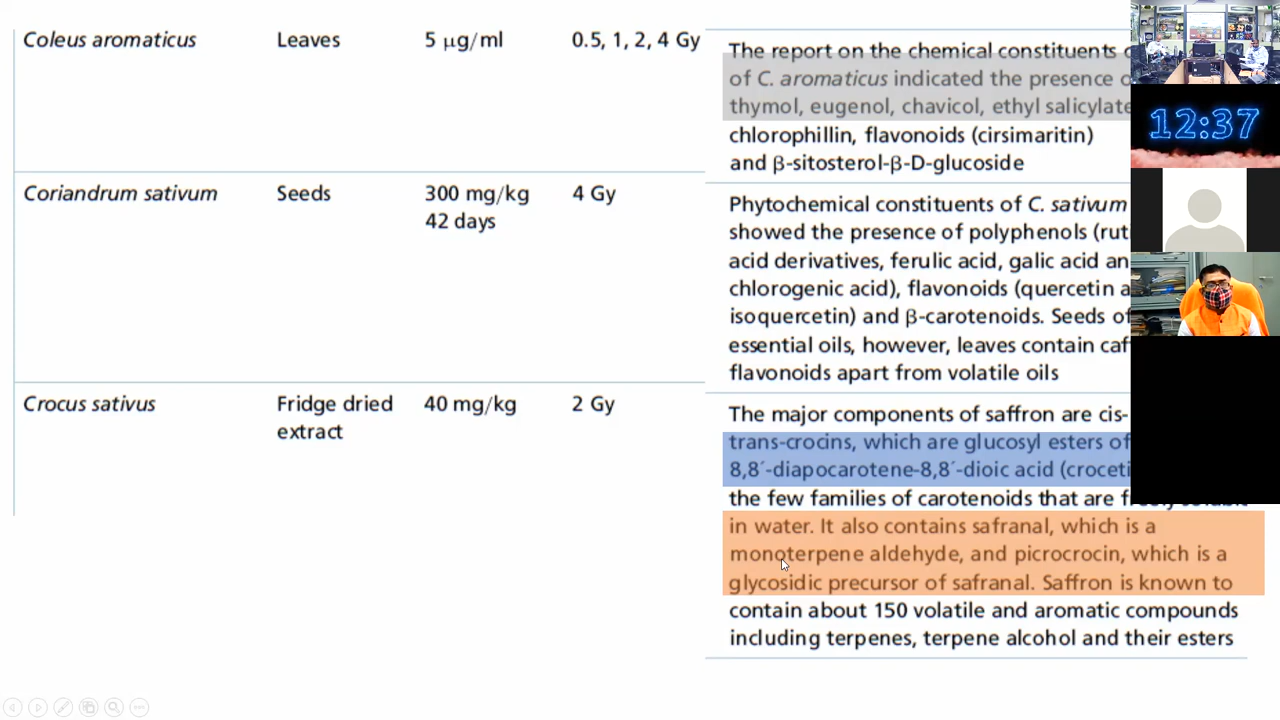 Coleus aromaticus Leaves 5 μg/ml 0.5, 1, 2, 4 Gy
The report on the chemical constituents
of C. aromaticus indicated the presence
thymol, eugenol, chavicol, ethyl salicylate
chlorophillin, flavonoids (cirsimaritin)
and β-sitosterol-β-D-glucoside
Coriandrum sativum Seeds 300 mg/kg 4 Gy
42 days
Phytochemical constituents of C. sativum
showed the presence of polyphenols
acid derivatives, ferulic acid, galic acid
chlorogenic acid), flavonoids (quercetin
isoquercetin) and β-carotenoids. Seeds
essential oils, however, leaves contain
flavonoids apart from volatile oils
Crocus sativus Fridge dried 40 mg/kg 2 Gy
extract
The major components of saffron are cis-
trans-crocins, which are glucosyl esters of
8,8´-diapocarotene-8,8´-dioic acid
the few families of carotenoids that are
in water. It also contains safranal, which is a
monoterpene aldehyde, and picrocrocin, which is a
glycosidic precursor of safranal. Saffron is known to
contain about 150 volatile and aromatic compounds
including terpenes, terpene alcohol and their esters
12:37